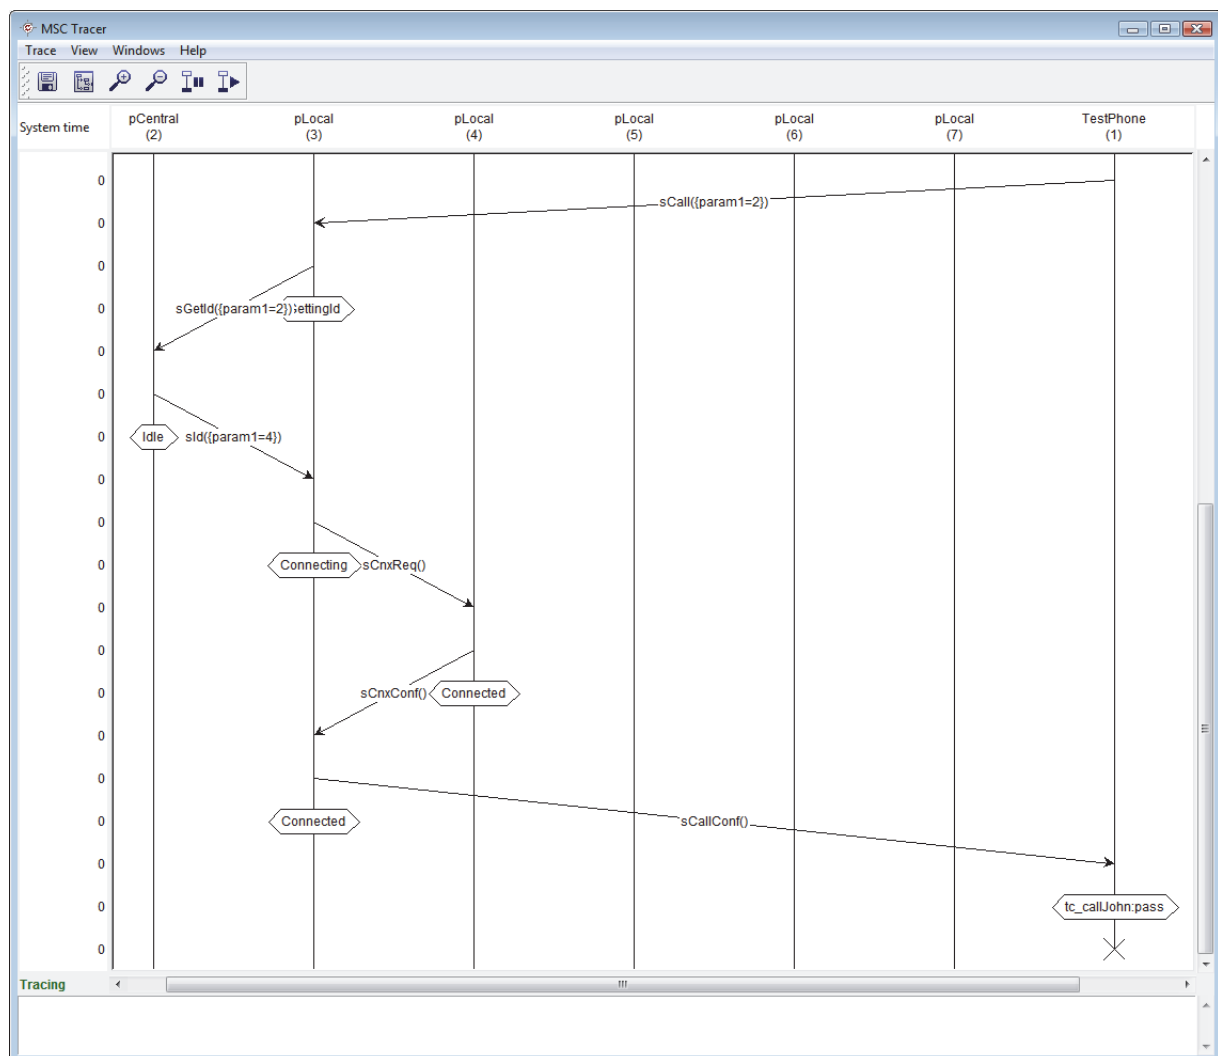 MSC Tracer
Trace View Windows Help
System time
pCentral
(2)
pLocal
(3)
pLocal
(4)
pLocal
(5)
pLocal
(6)
pLocal
(7)
TestPhone
(1)
0
sCall({param1=2})
0
0
0
sGetId({param1=2})
ettingId
0
0
0
Idle
sId({param1=4})
0
0
0
Connecting
sCnxReq()
0
0
0
sCnxConf()
Connected
0
0
0
Connected
sCallConf()
0
0
tc_callJohn:pass
0
Tracing